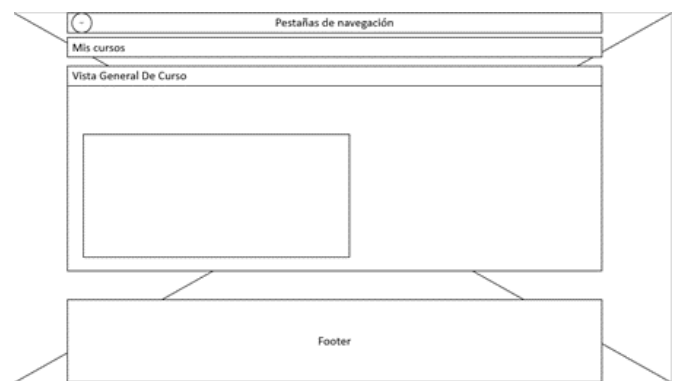 Pestañas de navegación
Mis cursos
Vista General De Curso
Footer